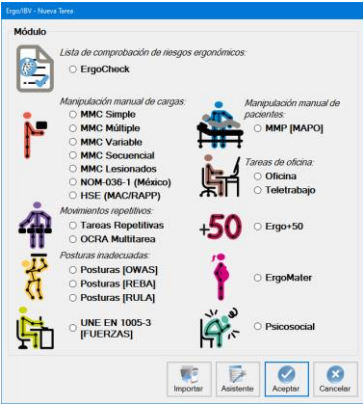 Ergo/IBV - Nueva Tarea
Módulo
Lista de comprobación de riesgos ergonómicos:
ErgoCheck
Manipulación manual de cargas:
MMC Simple
MMC Múltiple
MMC Variable
MMC Secuencial
MMC Lesionados
NOM-036-1 (México)
HSE (MAC/RAPP)
Movimientos repetitivos:
Tareas Repetitivas
OCRA Multitarea
Posturas inadecuadas:
Posturas [OWAS]
Posturas [REBA]
Posturas [RULA]
UNE EN 1005-3
[FUERZAS]
Manipulación manual de
pacientes:
MMP [MAPO]
Tareas de oficina:
Oficina
Teletrabajo
+50
Ergo+50
ErgoMater
Psicosocial
Importar
Asistente
Aceptar
Cancelar